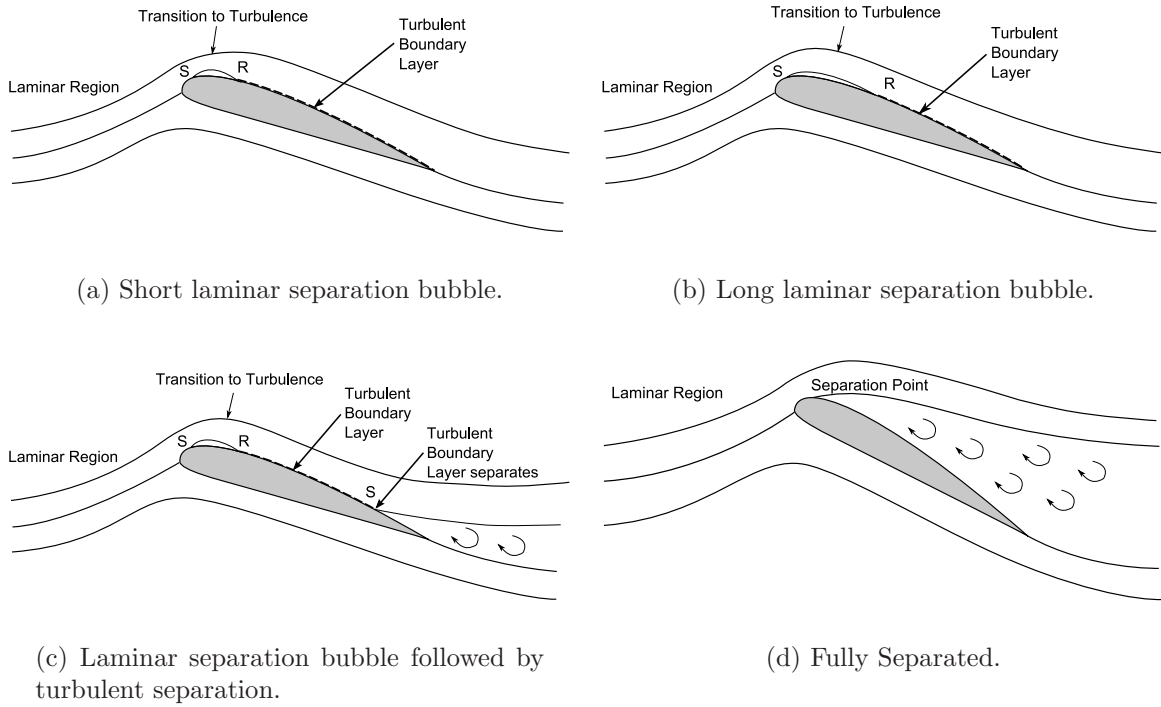 Transition to Turbulence
Turbulent
Boundary
Layer
S
R
Laminar Region
(a) Short laminar separation bubble.
Transition to Turbulence
Turbulent
Boundary
Layer
S
R
Laminar Region
(b) Long laminar separation bubble.
Transition to Turbulence
Turbulent
Boundary
Layer
Turbulent
Boundary
Layer separates
S
R
Laminar Region
S
(c) Laminar separation bubble followed by
turbulent separation.
Separation Point
Laminar Region
(d) Fully Separated.